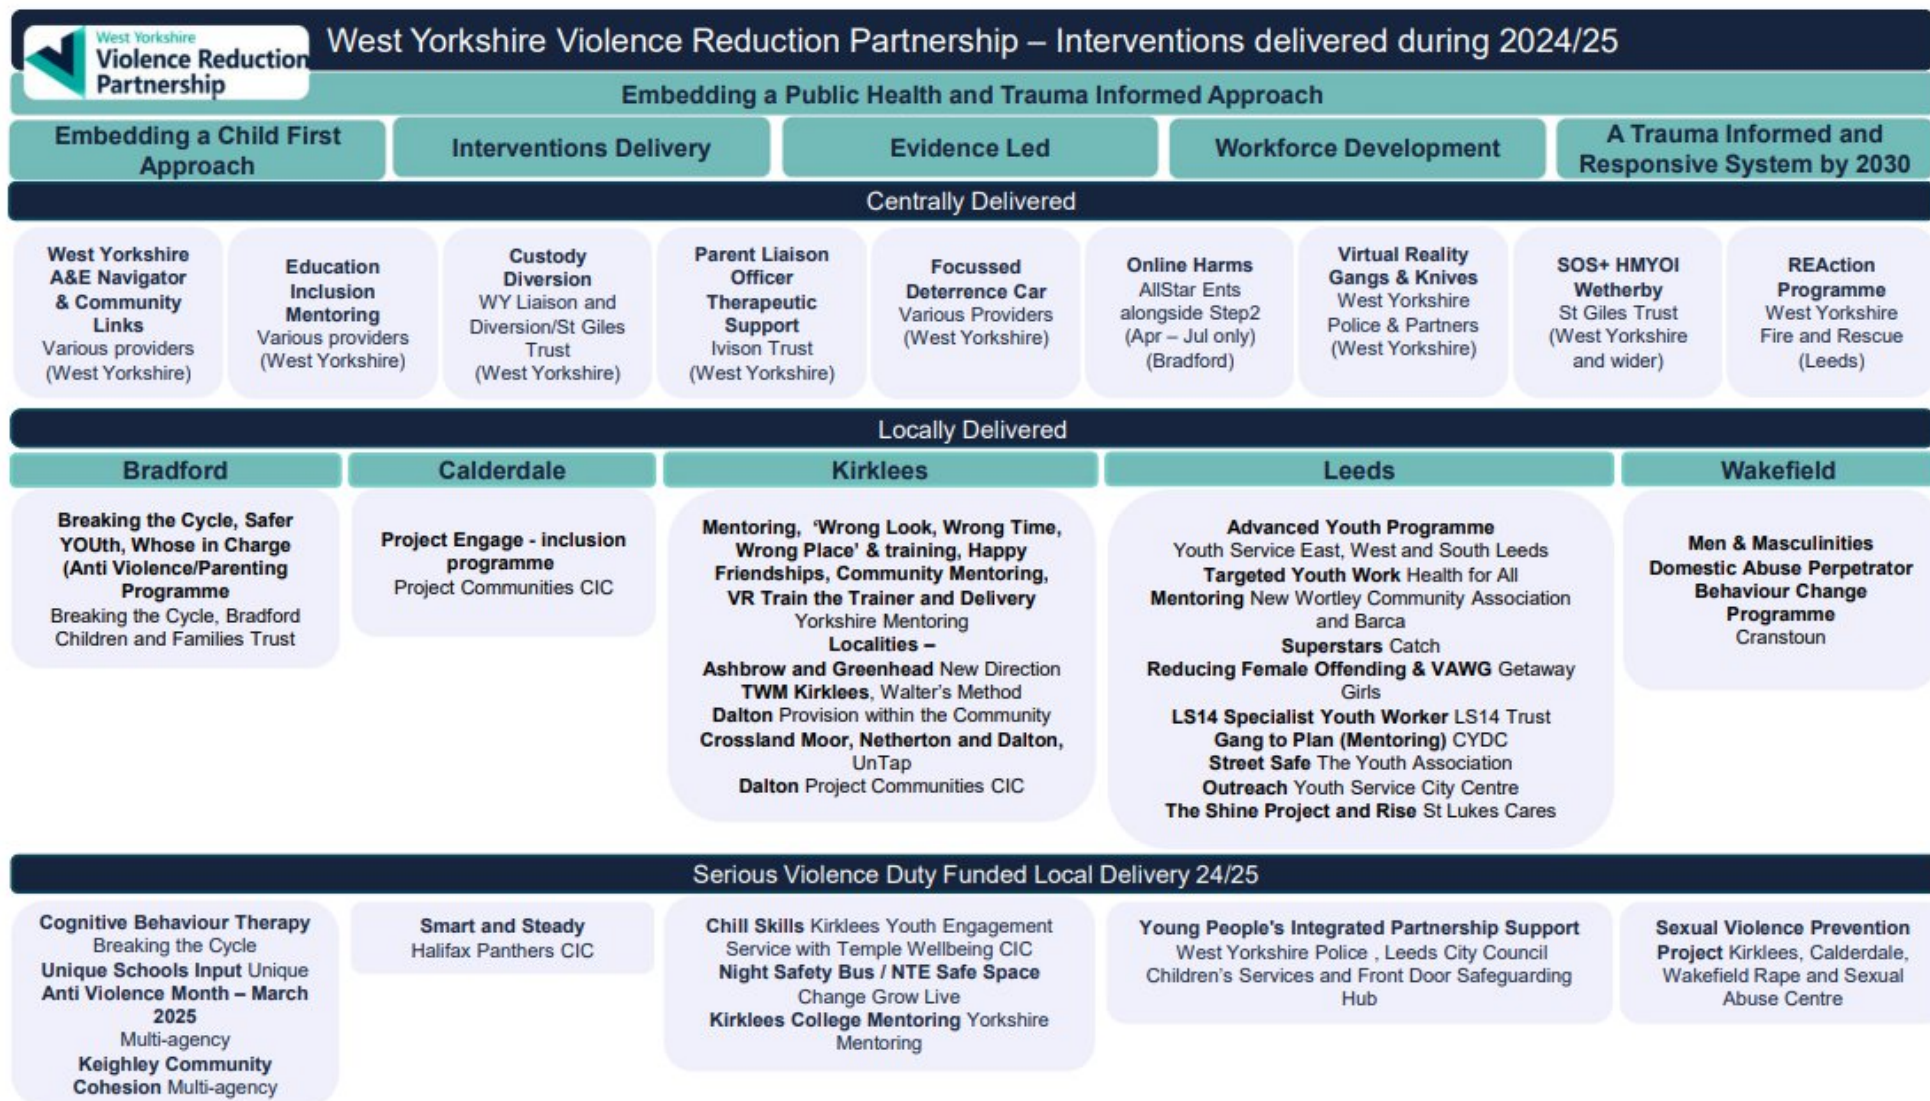 West Yorkshire
Violence Reduction
Partnership
West Yorkshire Violence Reduction Partnership – Interventions delivered during 2024/25
Embedding a Public Health and Trauma Informed Approach
Embedding a Child First
Approach
Interventions Delivery
Evidence Led
Workforce Development
A Trauma Informed and
Responsive System by 2030
Centrally Delivered
West Yorkshire
A&E Navigator
& Community
Links
Various providers
(West Yorkshire)
Education
Inclusion
Mentoring
Various providers
(West Yorkshire)
Custody
Diversion
WY Liaison and
Diversion/St Giles
Trust
(West Yorkshire)
Parent Liaison
Officer
Therapeutic
Support
Ivison Trust
(West Yorkshire)
Focussed
Deterrence Car
Various Providers
(West Yorkshire)
Online Harms
AllStar Ents
alongside Step2
(Apr – Jul only)
(Bradford)
Virtual Reality
Gangs & Knives
West Yorkshire
Police & Partners
(West Yorkshire)
SOS+ HMYOI
Wetherby
St Giles Trust
(West Yorkshire
and wider)
REAction
Programme
West Yorkshire
Fire and Rescue
(Leeds)
Locally Delivered
Bradford
Calderdale
Kirklees
Leeds
Wakefield
Breaking the Cycle, Safer
YOUth, Whose in Charge
(Anti Violence/Parenting
Programme
Breaking the Cycle, Bradford
Children and Families Trust
Project Engage - inclusion
programme
Project Communities CIC
Mentoring, ‘Wrong Look, Wrong Time,
Wrong Place’ & training, Happy
Friendships, Community Mentoring,
VR Train the Trainer and Delivery
Yorkshire Mentoring
Localities –
Ashbrow and Greenhead New Direction
TWM Kirklees, Walter’s Method
Dalton Provision within the Community
Crossland Moor, Netherton and Dalton,
UnTap
Dalton Project Communities CIC
Advanced Youth Programme
Youth Service East, West and South Leeds
Targeted Youth Work Health for All
Mentoring New Wortley Community Association
and Barca
Superstars Catch
Reducing Female Offending & VAWG Getaway
Girls
LS14 Specialist Youth Worker LS14 Trust
Gang to Plan (Mentoring) CYDC
Street Safe The Youth Association
Outreach Youth Service City Centre
The Shine Project and Rise St Lukes Cares
Men & Masculinities
Domestic Abuse Perpetrator
Behaviour Change
Programme
Cranstoun
Serious Violence Duty Funded Local Delivery 24/25
Cognitive Behaviour Therapy
Breaking the Cycle
Unique Schools Input Unique
Anti Violence Month – March
2025
Multi-agency
Keighley Community
Cohesion Multi-agency
Smart and Steady
Halifax Panthers CIC
Chill Skills Kirklees Youth Engagement
Service with Temple Wellbeing CIC
Night Safety Bus / NTE Safe Space
Change Grow Live
Kirklees College Mentoring Yorkshire
Mentoring
Young People's Integrated Partnership Support
West Yorkshire Police , Leeds City Council
Children’s Services and Front Door Safeguarding
Hub
Sexual Violence Prevention
Project Kirklees, Calderdale,
Wakefield Rape and Sexual
Abuse Centre